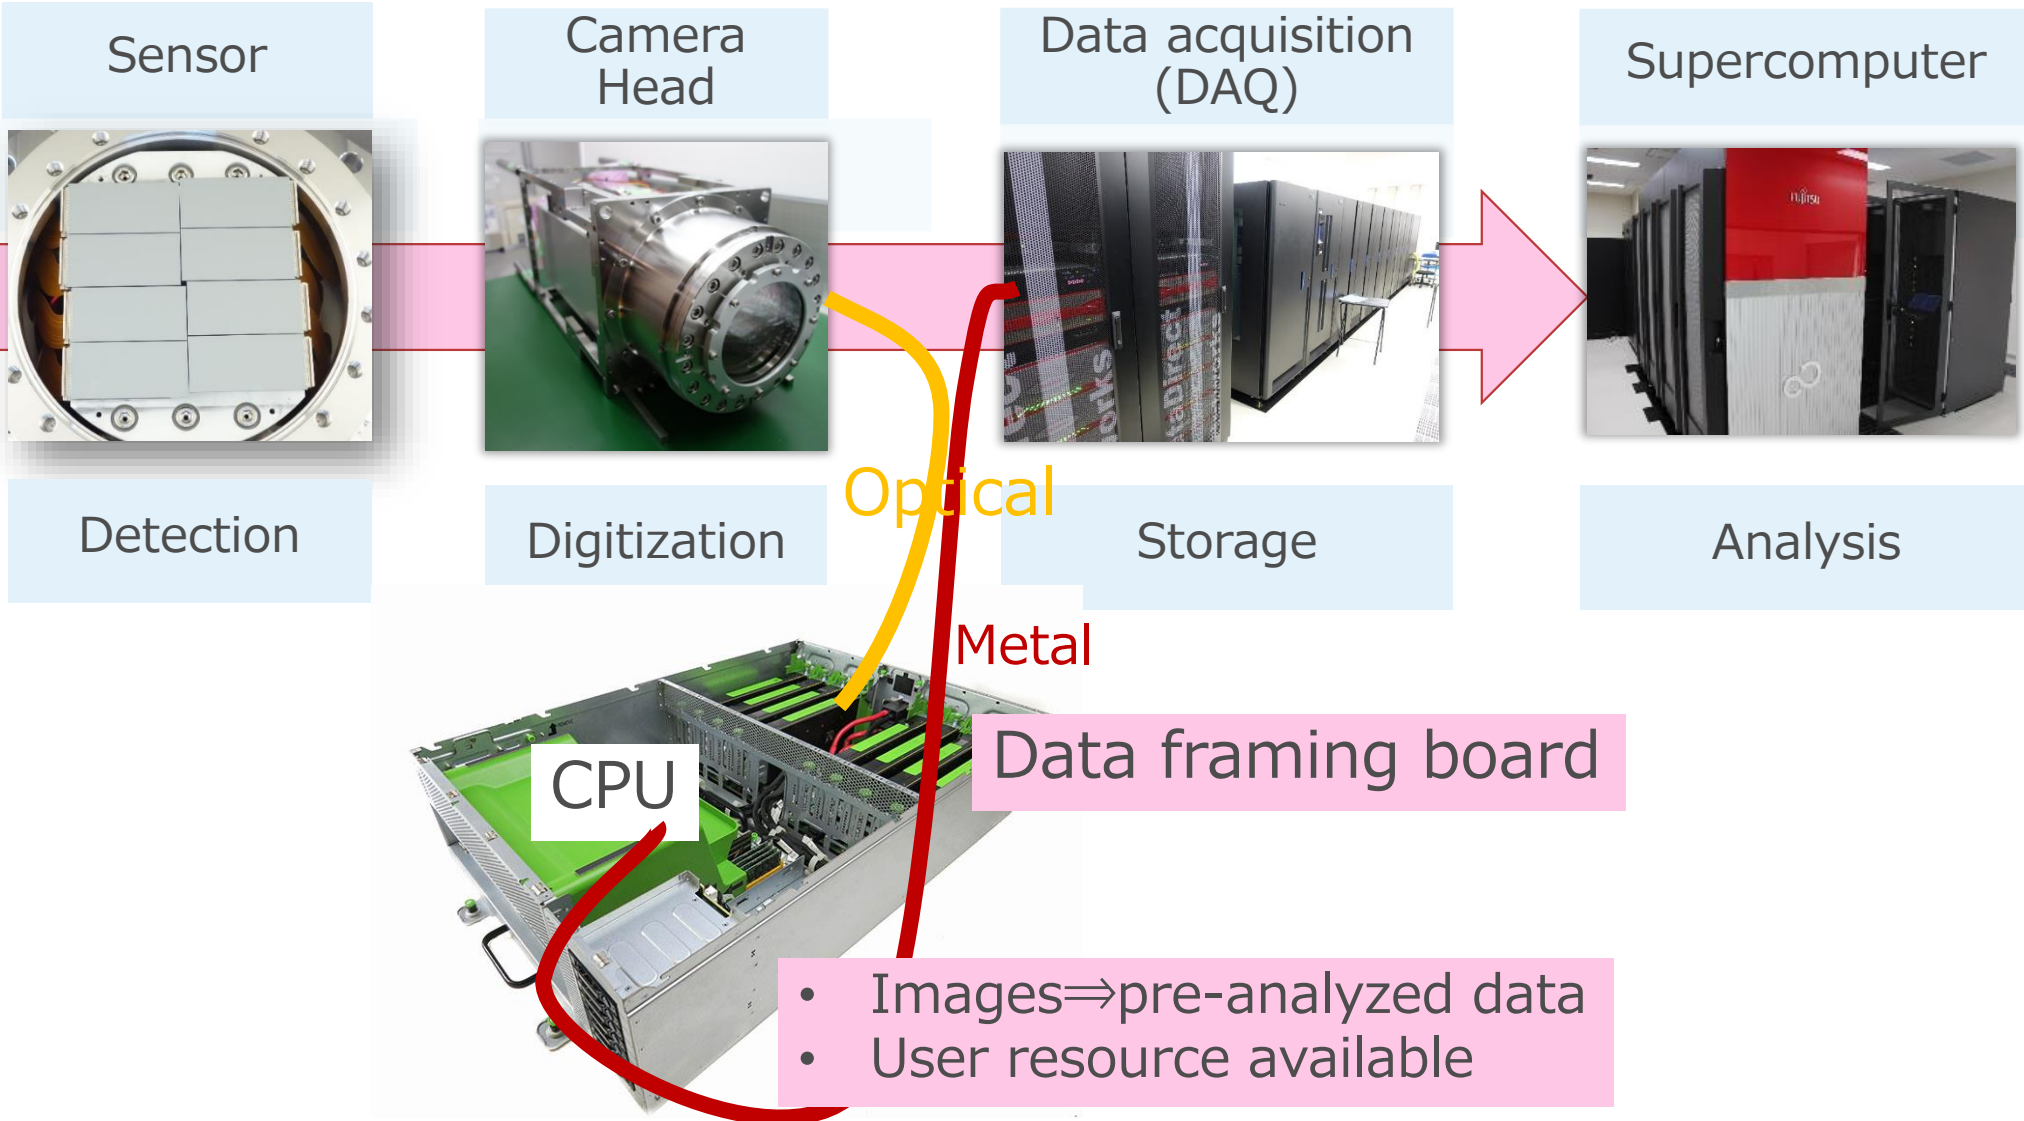 Sensor
Camera
Head
Data acquisition
(DAQ)
Supercomputer
FUJITSU
Detection
Digitization
Optical
Storage
Analysis
Metal
Data framing board
CPU
• Images⇒pre-analyzed data
• User resource available